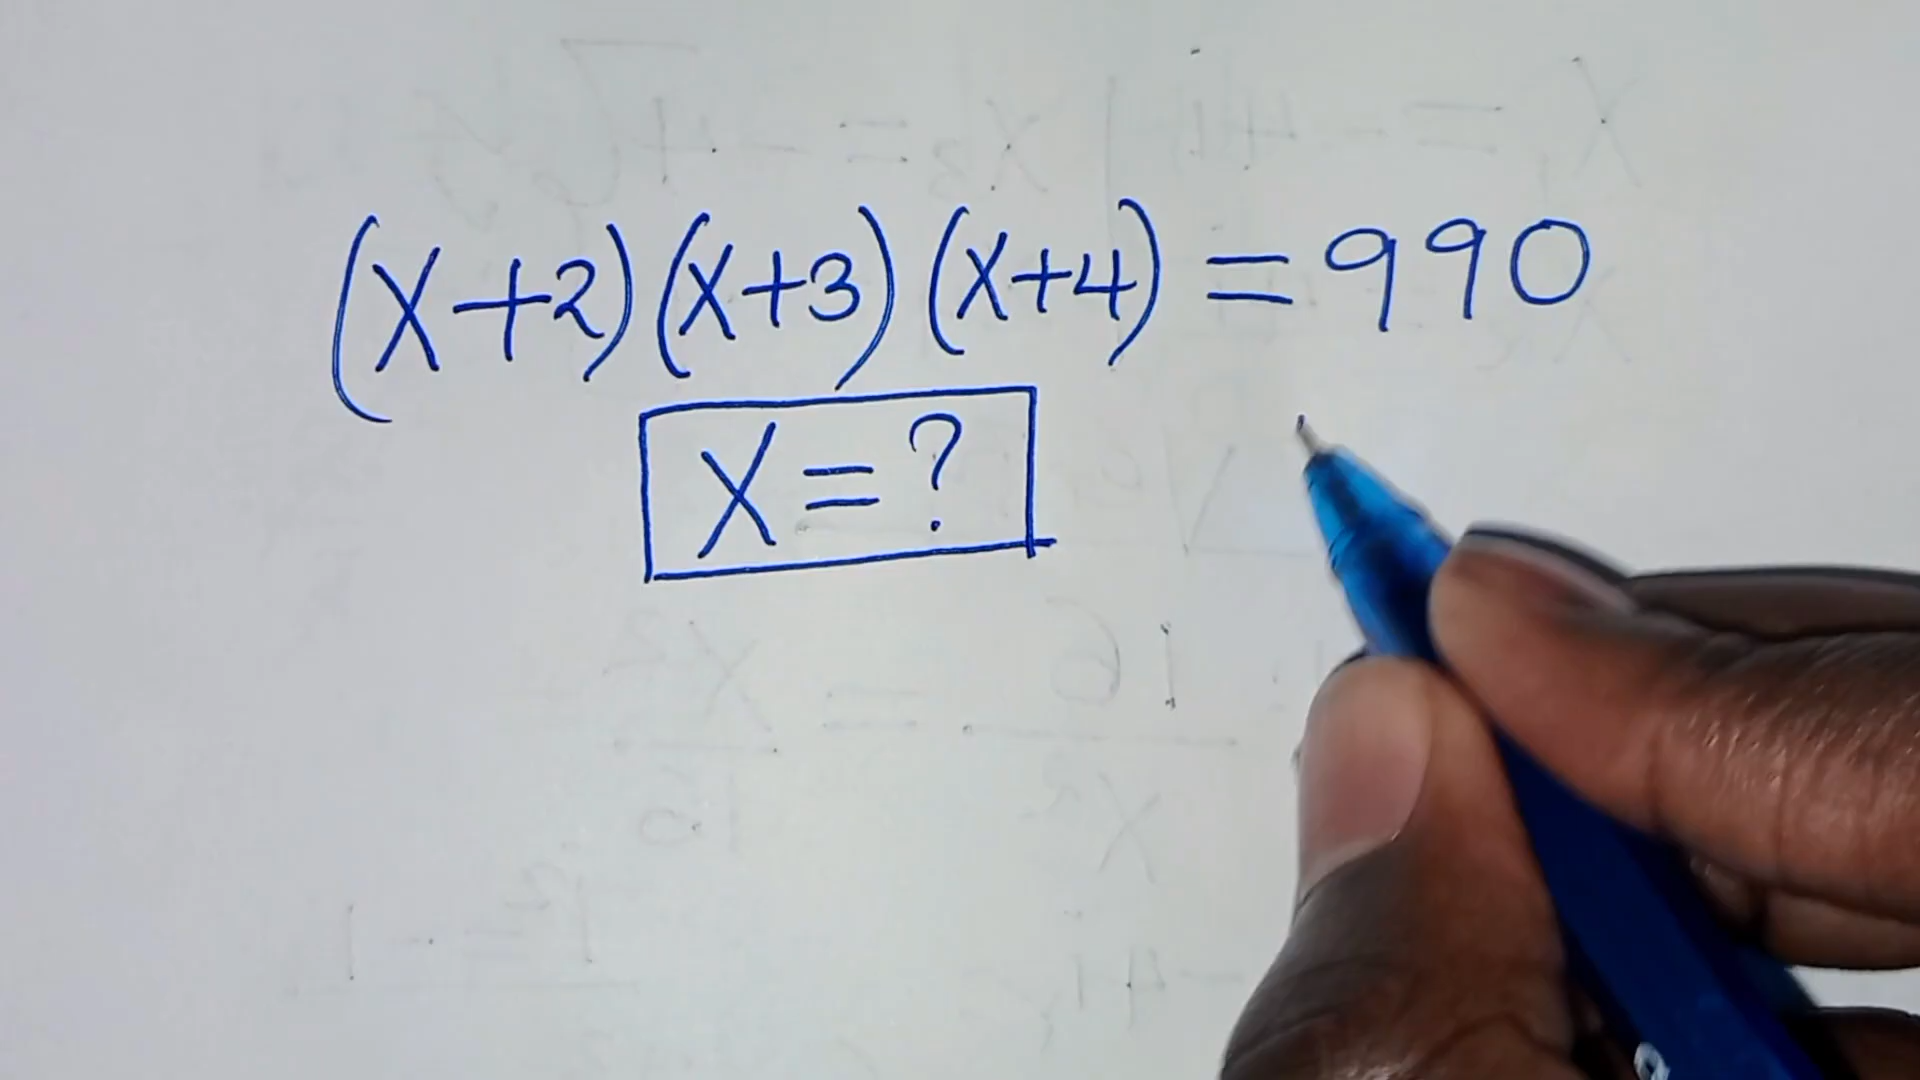 (x+2)(x+3)(x+4) = 990
x = ?